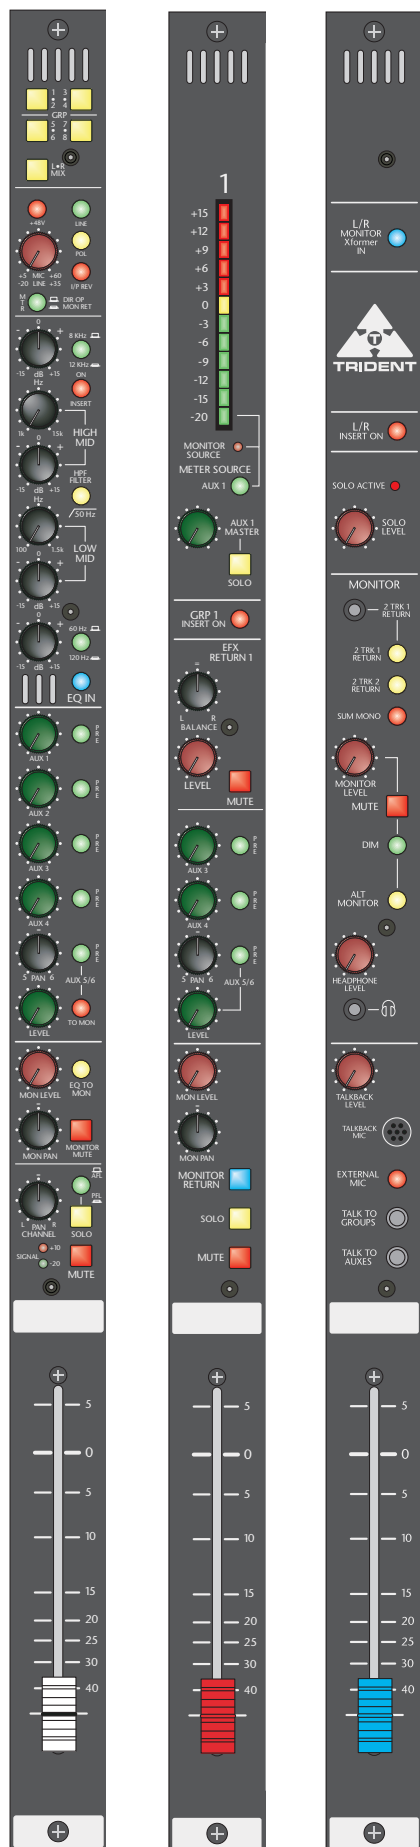 1 3
2 4
GRP
5 7
6 8
L•R
MIX
+48V
LINE
POL
+5 MIC +60
-20 LINE +35
I/P REV
MTR
DIR OP
MON RET
0
- +
-15 dB +15
8 KHz
12 KHz
ON
INSERT
Hz
1k 15k
HIGH
MID
0
- +
-15 dB +15
HPF
FILTER
50 Hz
Hz
100 1.5k
LOW
MID
0
- +
-15 dB +15
0
- +
-15 dB +15
60 Hz
120 Hz
EQ IN
AUX 1
PRE
AUX 2
AUX 3
PRE
AUX 4
PRE
5 PAN 6
PRE
AUX 5/6
LEVEL
TO MON
MON LEVEL
EQ TO
MON
MON PAN
MONITOR
MUTE
L R
PAN
CHANNEL
AFL
PFL
SOLO
SIGNAL
+10
-20
MUTE
5
0
5
10
15
20
25
30
40
1
+15
+12
+9
+6
+3
0
-3
-6
-9
-12
-15
-20
MONITOR
SOURCE
METER SOURCE
AUX 1
AUX 1
MASTER
SOLO
GRP 1
INSERT ON
EFX
RETURN 1
L R
BALANCE
LEVEL
MUTE
AUX 3
PRE
AUX 4
PRE
5 PAN 6
PRE
AUX 5/6
LEVEL
MON LEVEL
MON PAN
MONITOR
RETURN
SOLO
MUTE
5
0
5
10
15
20
25
30
40
L/R
MONITOR
Xformer
IN
T
TRIDENT
L/R
INSERT ON
SOLO ACTIVE
SOLO
LEVEL
MONITOR
2 TRK 1
RETURN
2 TRK 1
RETURN
2 TRK 2
RETURN
SUM MONO
MONITOR
LEVEL
MUTE
DIM
ALT
MONITOR
HEADPHONE
LEVEL
TALKBACK
LEVEL
TALKBACK
MIC
EXTERNAL
MIC
TALK TO
GROUPS
TALK TO
AUXES
5
0
5
10
15
20
25
30
40